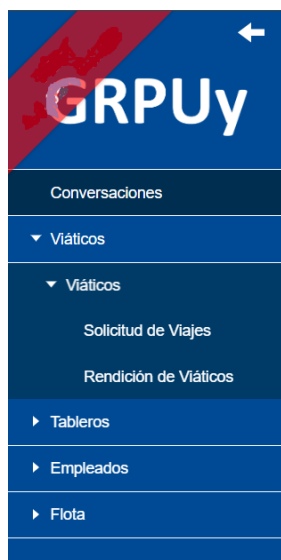 GRPUy
Conversaciones
Viáticos
Viáticos
Solicitud de Viajes
Rendición de Viáticos
Tableros
Empleados
Flota